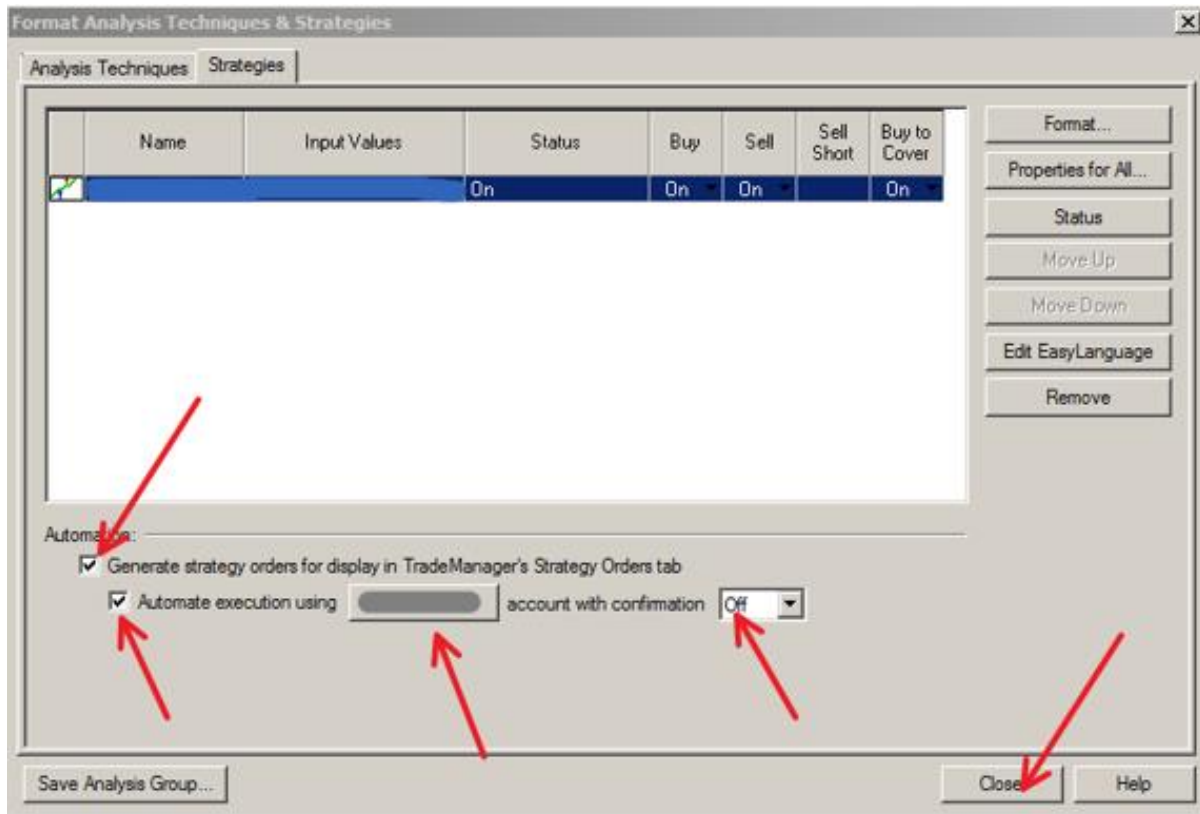 Format Analysis Techniques & Strategies
Analysis Techniques Strategies
Name Input Values Status Buy Sell Sell Short Buy to Cover
On On On On
Format...
Properties for All...
Status
Move Up
Move Down
Edit EasyLanguage
Remove
Automation:
Generate strategy orders for display in TradeManager's Strategy Orders tab
Automate execution using account with confirmation Off
Save Analysis Group... Close Help